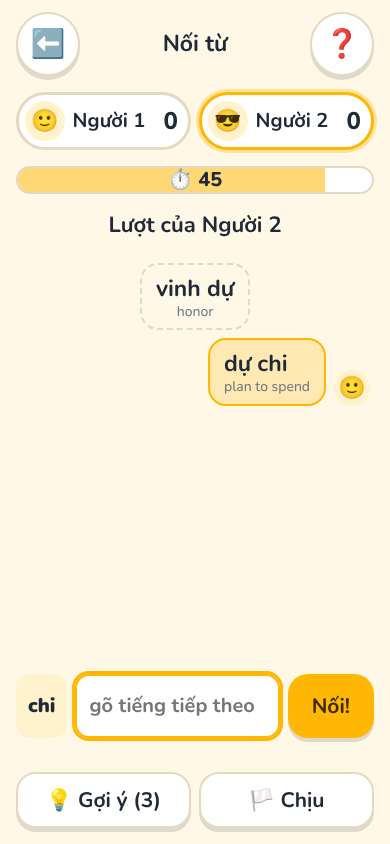 Nối từ
Người 1 0
Người 2 0
45
Lượt của Người 2
vinh dự
honor
dự chi
plan to spend
chi
gõ tiếng tiếp theo
Nối!
Gợi ý (3)
Chịu